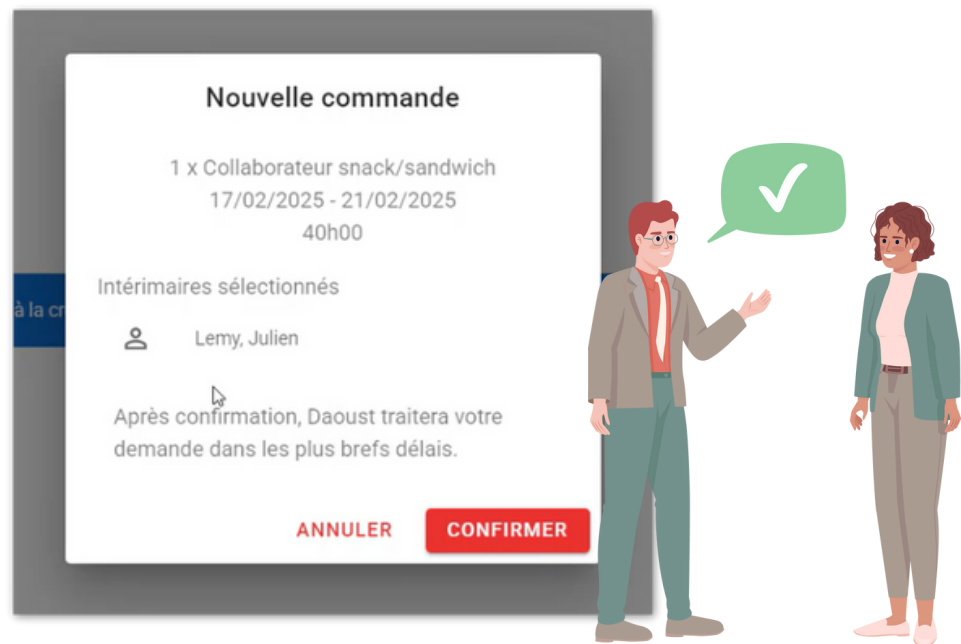 Nouvelle commande
1 x Collaborateur snack/sandwich
17/02/2025 - 21/02/2025
40h00
Intérimaires sélectionnés
à la
Lemy, Julien
Après confirmation, Daoust traitera votre
demande dans les plus brefs délais.
ANNULER CONFIRMER